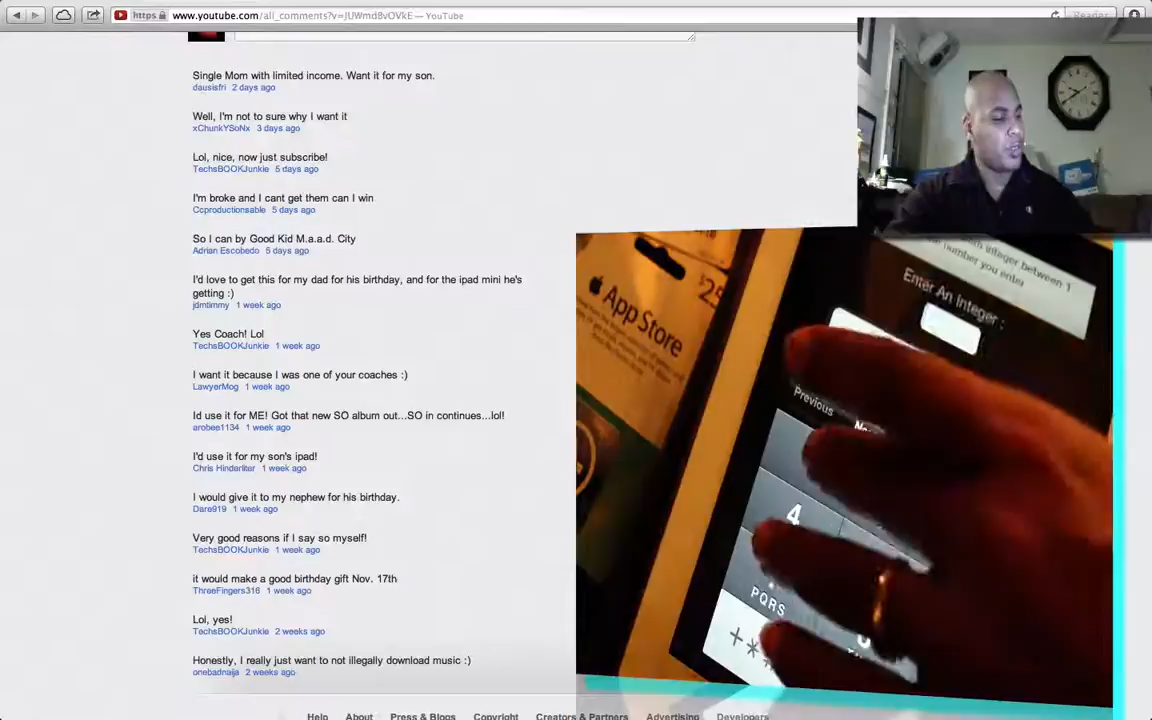 https www.youtube.com/all_comments?v=JUWmd8vOVkE — YouTube
Reader
Single Mom with limited income. Want it for my son.
dausisfri 2 days ago
Well, I'm not to sure why I want it
xChunkYSoNx 3 days ago
Lol, nice, now just subscribe!
TechsBOOKJunkie 5 days ago
I'm broke and I cant get them can I win
Ccproductionsable 5 days ago
So I can by Good Kid M.a.a.d. City
Adrian Escobedo 5 days ago
I'd love to get this for my dad for his birthday, and for the ipad mini he's
getting :)
jdmtimmy 1 week ago
Yes Coach! Lol
TechsBOOKJunkie 1 week ago
I want it because I was one of your coaches :)
LawyerMog 1 week ago
Id use it for ME! Got that new SO album out...SO in continues...lol!
arobee1134 1 week ago
I'd use it for my son's ipad!
Chris Hinderliter 1 week ago
I would give it to my nephew for his birthday.
Dare919 1 week ago
Very good reasons if I say so myself!
TechsBOOKJunkie 1 week ago
it would make a good birthday gift Nov. 17th
ThreeFingers316 1 week ago
Lol, yes!
TechsBOOKJunkie 2 weeks ago
Honestly, I really just want to not illegally download music :)
onebadnaija 2 weeks ago
Help About Press & Blogs Copyright Creators & Partners Advertising Developers
$25
App Store
integer between 1
number you enter
Enter An Integer :
Previous
4
PQRS
+*